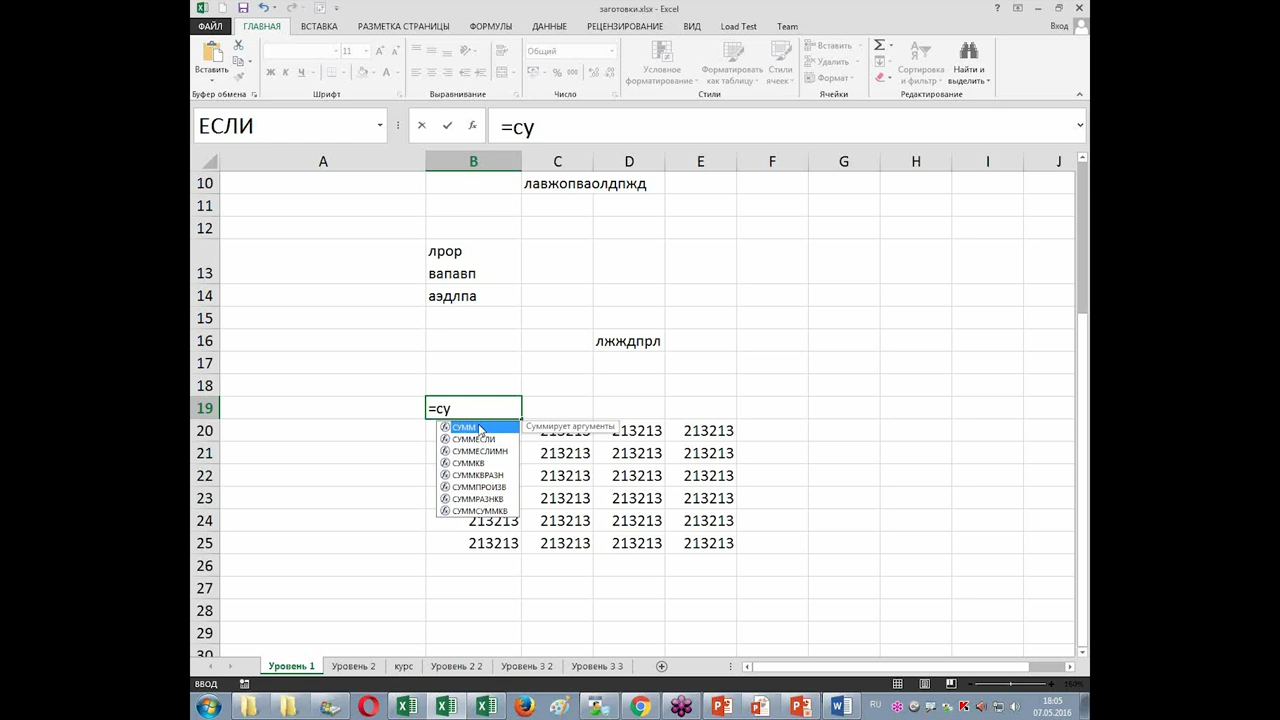 заготовки.xlsx - Excel
ФАЙЛ ГЛАВНАЯ ВСТАВКА РАЗМЕТКА СТРАНИЦЫ ФОРМУЛЫ ДАННЫЕ РЕЦЕНЗИРОВАНИЕ ВИД Load Test Team Вход
Вставить
Буфер обмена
11
Ж К Ч
Шрифт
Выравнивание
Общий
% 000
Число
Условное форматирование
Форматировать как таблицу
Стили ячеек
Стили
Вставить
Удалить
Формат
Ячейки
Сортировка и фильтр
Найти и выделить
Редактирование
ЕСЛИ =су
A B C D E F G H I J
10 лавжопваолдпжд
11
12
лрор
13 вапавп
14 аэдлпа
15
16 лжждпрл
17
18
19 =су
СУММ Суммирует аргументы
СУММЕСЛИ
СУММЕСЛИМН
СУММКВ
СУММКВРАЗН
СУММПРОИЗВ
СУММРАЗНКВ
СУММСУММКВ
20 213213 213213 213213
21 213213 213213 213213
22 213213 213213 213213
23 213213 213213 213213
24 213213 213213 213213 213213
25 213213 213213 213213 213213
26
27
28
29
30
Уровень 1 Уровень 2 курс Уровень 2 2 Уровень 3 2 Уровень 3 3
ВВОД 160%
RU 18:05
07.05.2016